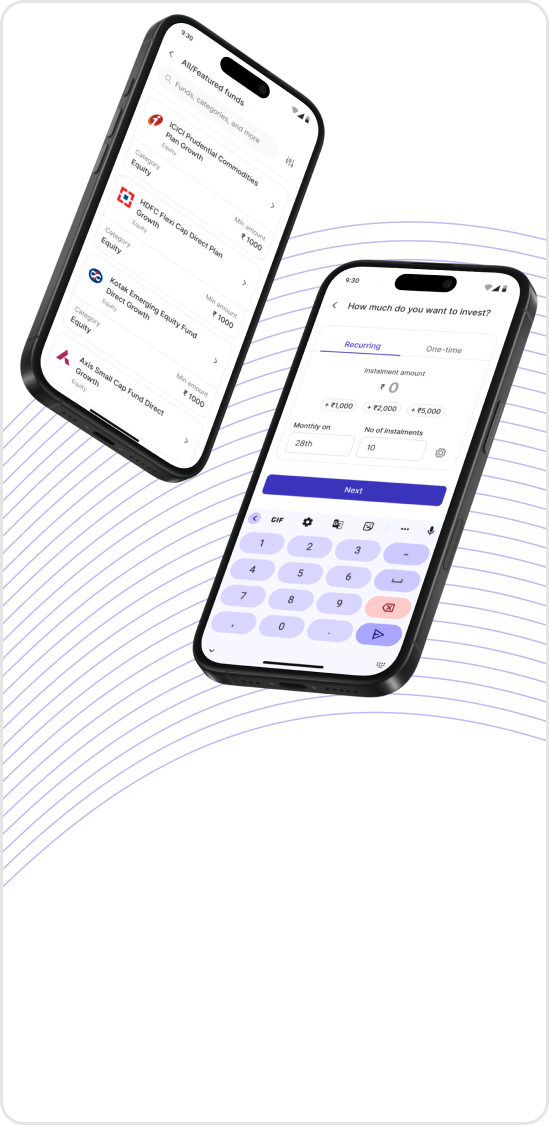 9:30
All/Featured funds
Funds, categories, and more
ICICI Prudential Commodities
Plan Growth
Equity
Category
Equity
Min amount
₹ 1000
HDFC Flexi Cap Direct Plan
Growth
Equity
Category
Equity
Min amount
₹ 1000
Kotak Emerging Equity Fund
Direct Growth
Equity
Category
Equity
Min amount
₹ 1000
Axis Small Cap Fund Direct
Growth
Equity
9:30
How much do you want to invest?
Recurring
One-time
Instalment amount
₹ 0
+ ₹1,000
+ ₹2,000
+ ₹5,000
Monthly on
No of instalments
28th
10
Next
GIF
1 2 3 –
4 5 6
7 8 9
, 0 .